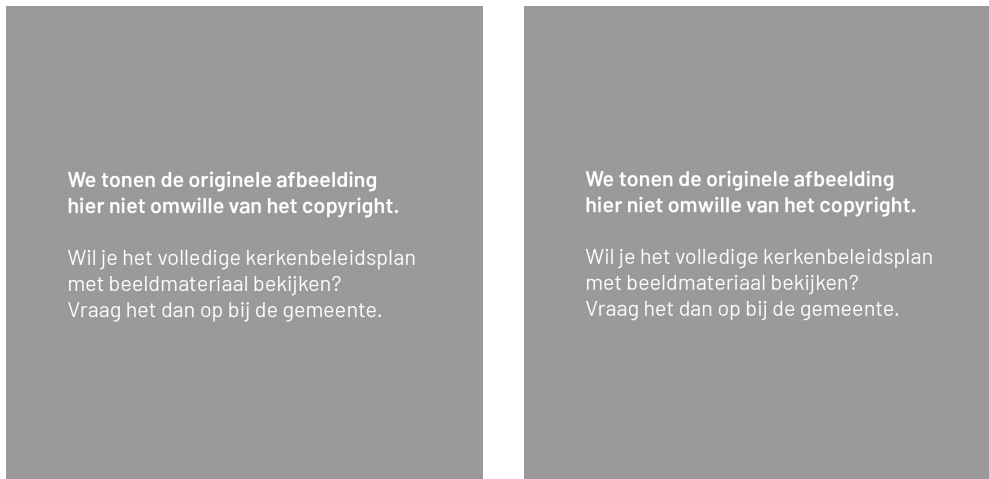 We tonen de originele afbeelding
hier niet omwille van het copyright.
Wil je het volledige kerkenbeleidsplan
met beeldmateriaal bekijken?
Vraag het dan op bij de gemeente.
We tonen de originele afbeelding
hier niet omwille van het copyright.
Wil je het volledige kerkenbeleidsplan
met beeldmateriaal bekijken?
Vraag het dan op bij de gemeente.